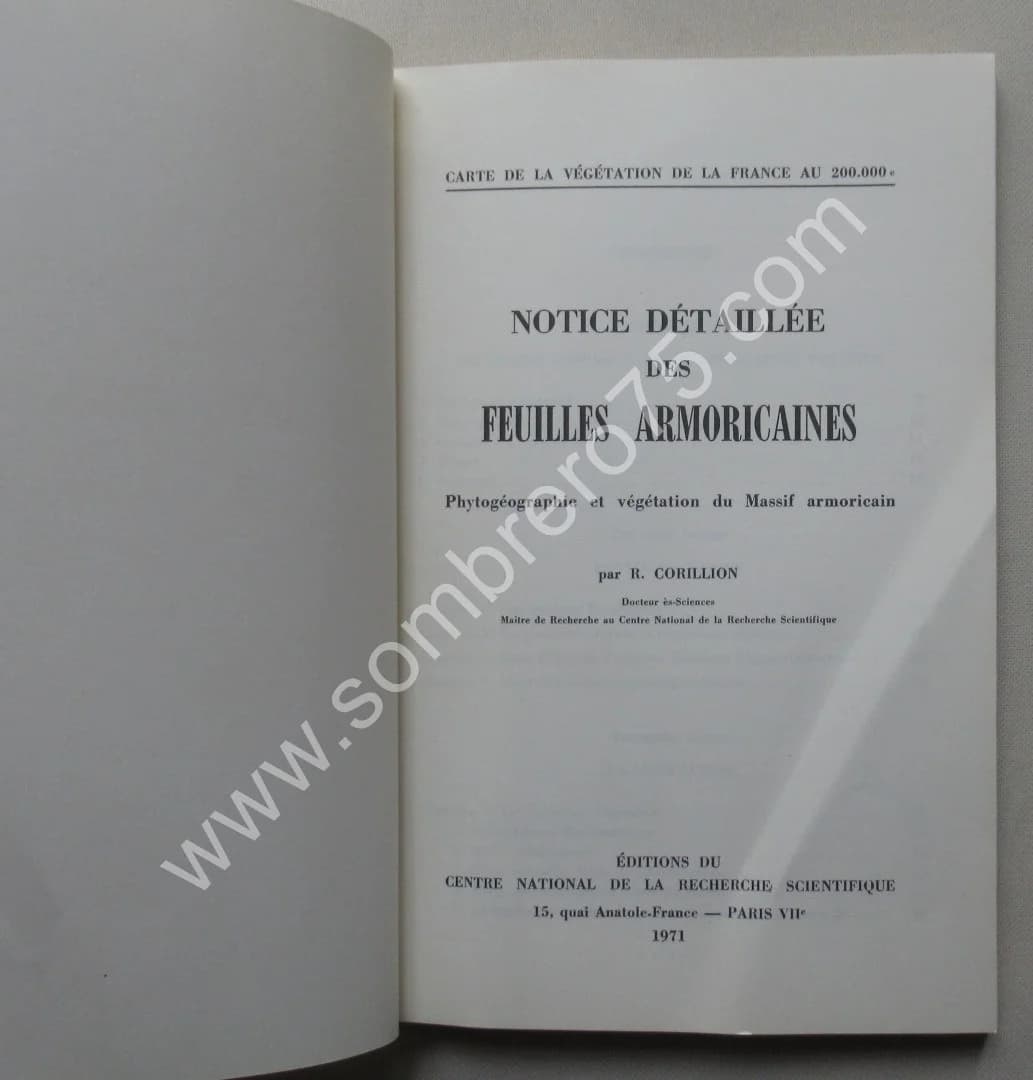 CARTE DE LA VÉGÉTATION DE LA FRANCE AU 200.000e
NOTICE DÉTAILLÉE
DES
FEUILLES ARMORICAINES
Phytogéographie et végétation du Massif armoricain
par R. CORILLION
Docteur ès-Sciences
Maître de Recherche au Centre National de la Recherche Scientifique
ÉDITIONS DU
CENTRE NATIONAL DE LA RECHERCHE SCIENTIFIQUE
15, quai Anatole-France — PARIS VIIe
1971
www.sombrero75.com